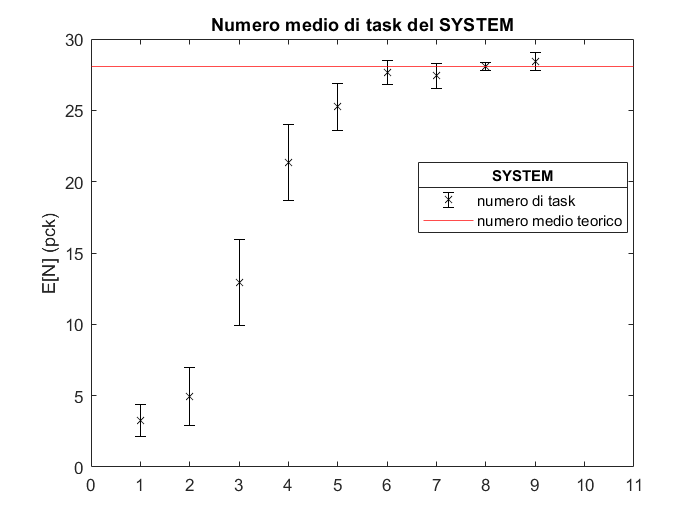 Numero medio di task del SYSTEM
30
25
20
15
10
5
0
E[N] (pck)
SYSTEM
numero di task
numero medio teorico
0 1 2 3 4 5 6 7 8 9 10 11